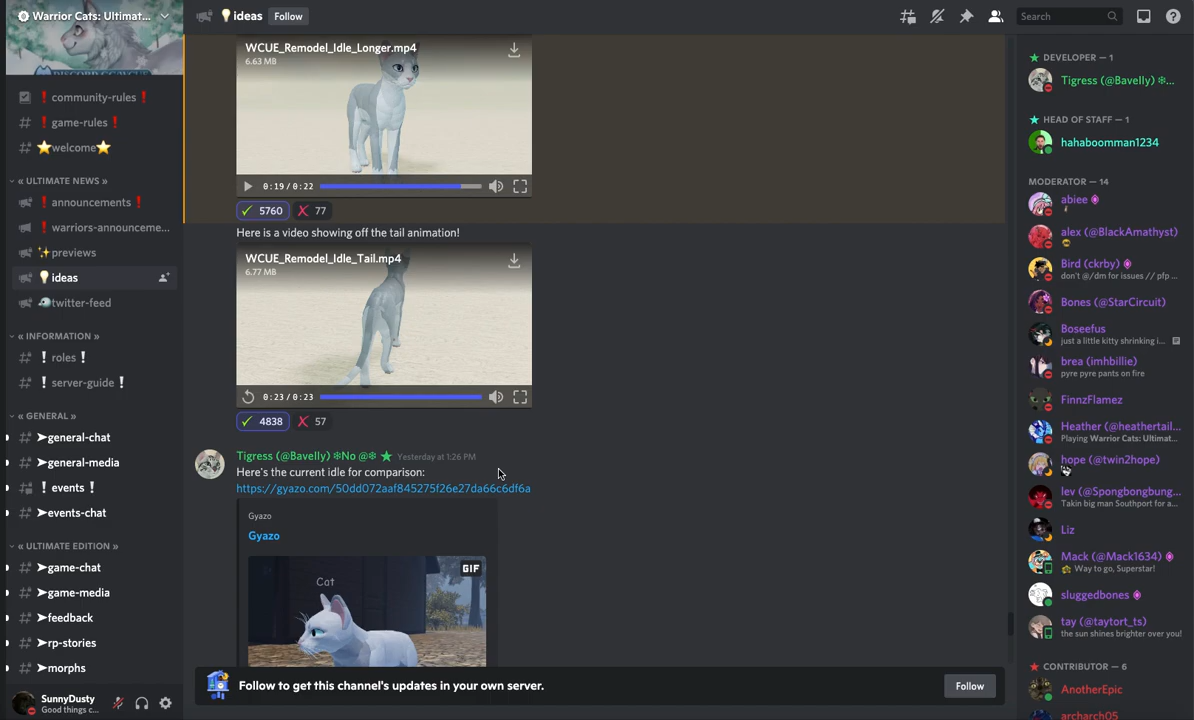 Warrior Cats: Ultimat...
ideas
Follow
Search
community-rules
game-rules
welcome
« ULTIMATE NEWS »
announcements
warriors-announceme...
previews
ideas
twitter-feed
« INFORMATION »
roles
server-guide
« GENERAL »
➤general-chat
➤general-media
events
➤events-chat
« ULTIMATE EDITION »
➤game-chat
➤game-media
➤feedback
➤rp-stories
➤morphs
SunnyDusty
Good things c...
WCUE_Remodel_Idle_Longer.mp4
6.63 MB
0:19/0:22
5760
77
Here is a video showing off the tail animation!
WCUE_Remodel_Idle_Tail.mp4
6.77 MB
0:23/0:23
4838
57
Tigress (@Bavelly) ❄No @❄ Yesterday at 1:26 PM
Here's the current idle for comparison:
https://gyazo.com/50dd072aaf845275f26e27da66c6df6a
Gyazo
Gyazo
GIF
Cat
Follow to get this channel's updates in your own server.
Follow
DEVELOPER — 1
Tigress (@Bavelly) ❄...
HEAD OF STAFF — 1
hahaboomman1234
MODERATOR — 14
abiee
alex (@BlackAmathyst)
Bird (ckrby)
don't @/dm for issues // pfp ...
Bones (@StarCircuit)
Boseefus
just a little kitty shrinking i...
brea (imhbillie)
pyre pyre pants on fire
FinnzFlamez
Heather (@heathertail...
Playing Warrior Cats: Ultimat...
hope (@twin2hope)
lev (@Spongbongbung...
Takin big man Southport for a...
Liz
Mack (@Mack1634)
Way to go, Superstar!
sluggedbones
tay (@taytort_ts)
the sun shines brighter over you!
CONTRIBUTOR — 6
AnotherEpic
archarch05